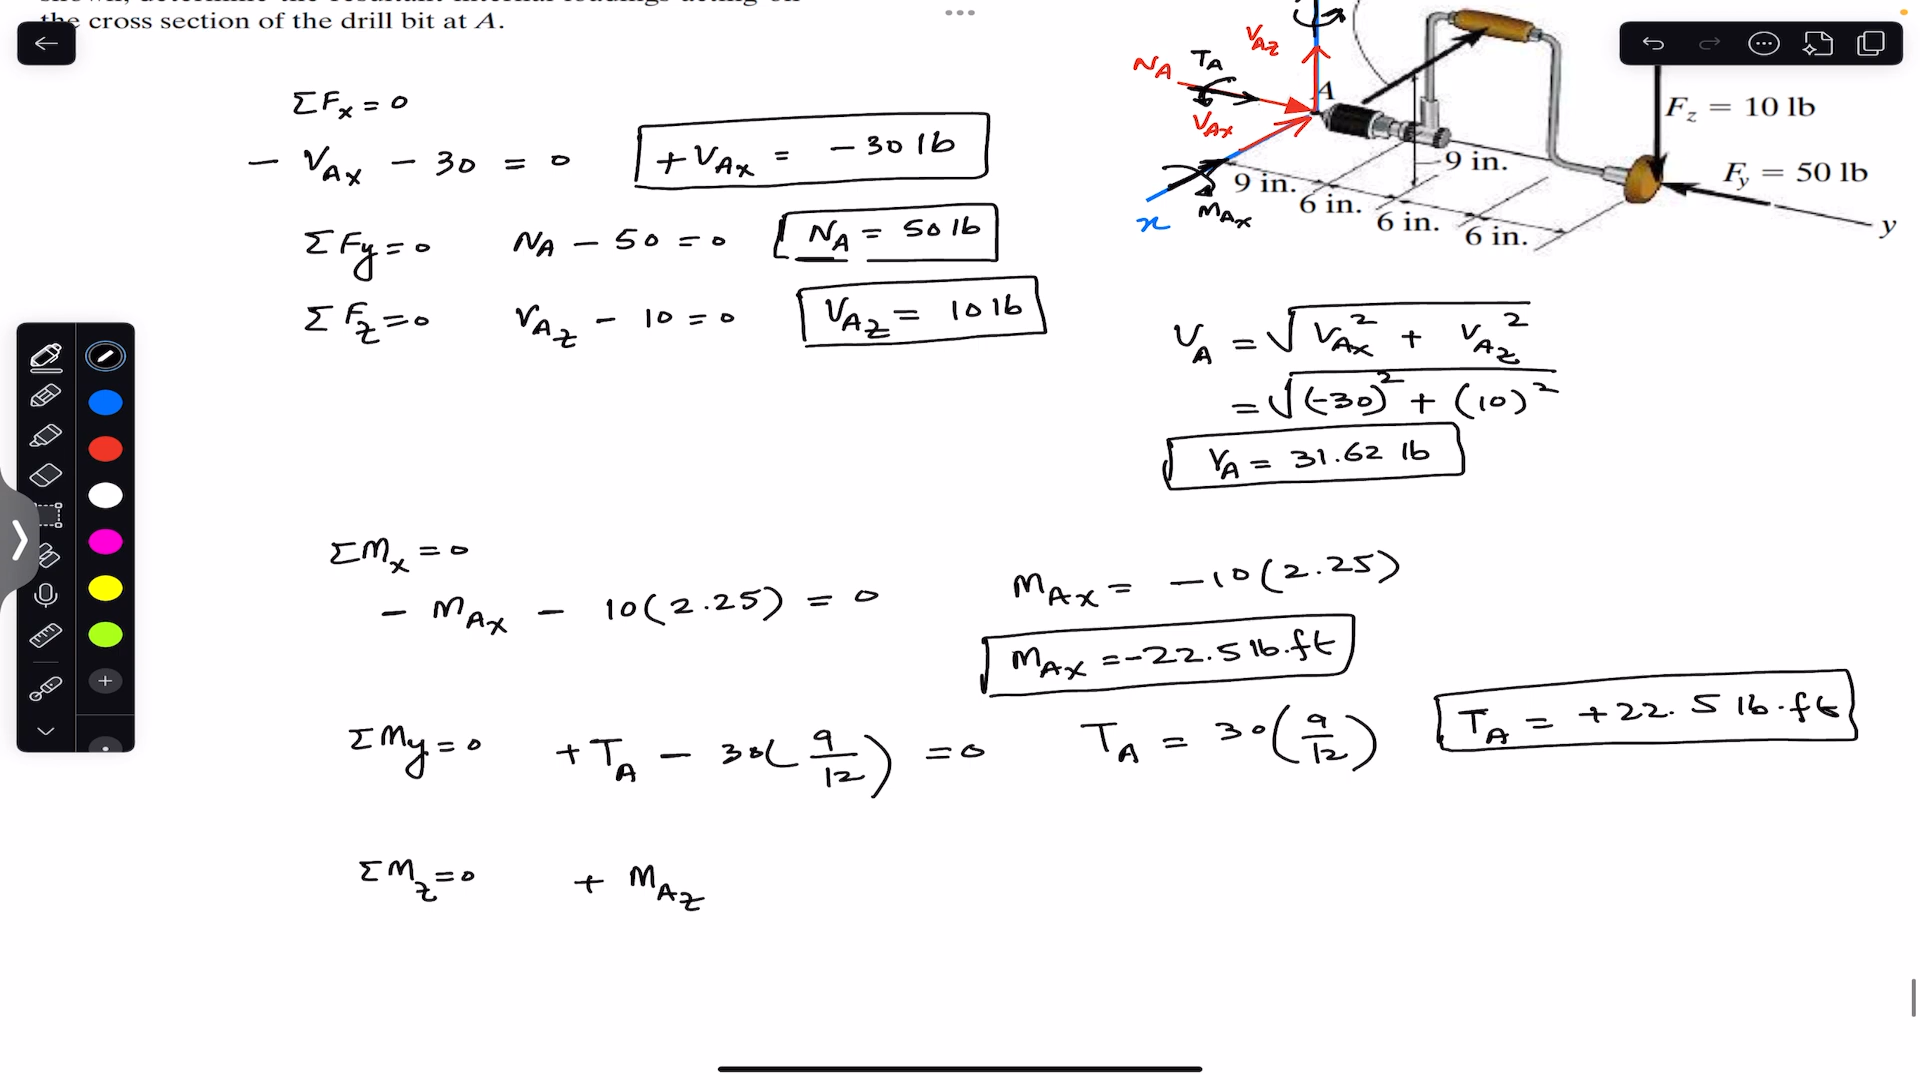 the cross section of the drill bit at A.
ΣFx = 0
- VAx - 30 = 0
+VAx = - 30 lb
ΣFy = 0
NA - 50 = 0
NA = 50 lb
ΣFz = 0
VAz - 10 = 0
VAz = 10 lb
NA
TA
VAz
VAx
A
x
MAx
9 in.
6 in.
6 in.
6 in.
9 in.
Fz = 10 lb
Fy = 50 lb
y
VA = √VAx² + VAz²
= √(-30)² + (10)²
VA = 31.62 lb
ΣMx = 0
- MAx - 10(2.25) = 0
MAx = -10(2.25)
MAx = -22.5 lb.ft
ΣMy = 0
+ TA - 30(9/12) = 0
TA = 30(9/12)
TA = +22.5 lb.ft
ΣMz = 0
+ MAz